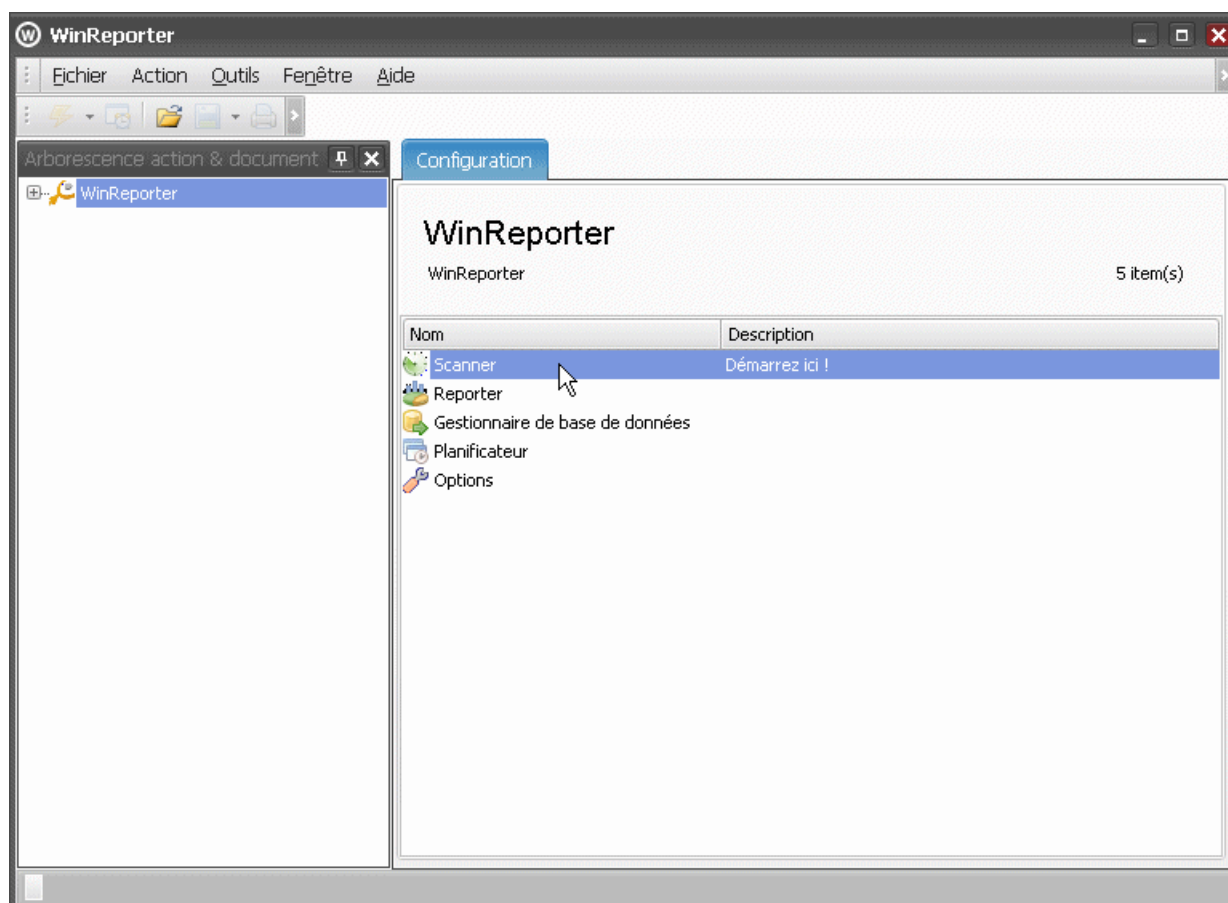 WinReporter
Fichier Action Outils Fenêtre Aide
Arborescence action & document
Configuration
WinReporter
WinReporter
WinReporter 5 item(s)
Nom Description
Scanner Démarrez ici !
Reporter
Gestionnaire de base de données
Planificateur
Options